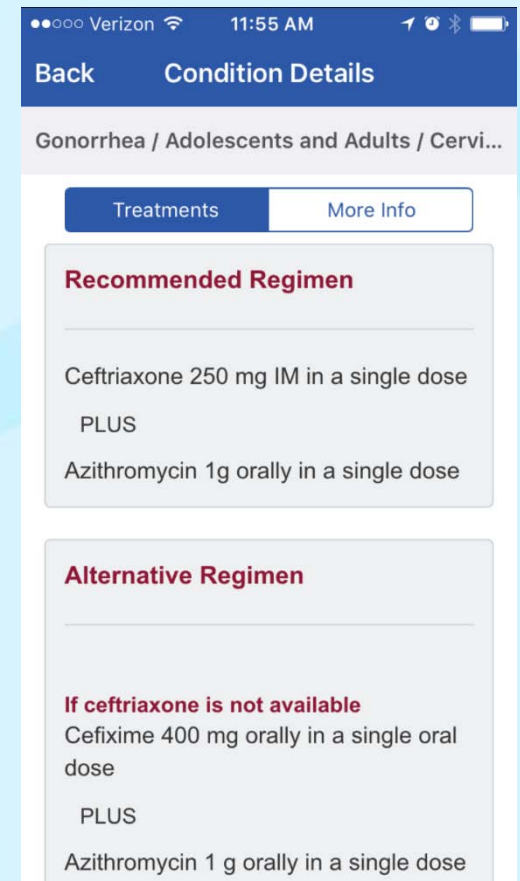 Verizon 11:55 AM
Back Condition Details
Gonorrhea / Adolescents and Adults / Cervi...
Treatments More Info
Recommended Regimen
Ceftriaxone 250 mg IM in a single dose
PLUS
Azithromycin 1g orally in a single dose
Alternative Regimen
If ceftriaxone is not available
Cefixime 400 mg orally in a single oral
dose
PLUS
Azithromycin 1 g orally in a single dose